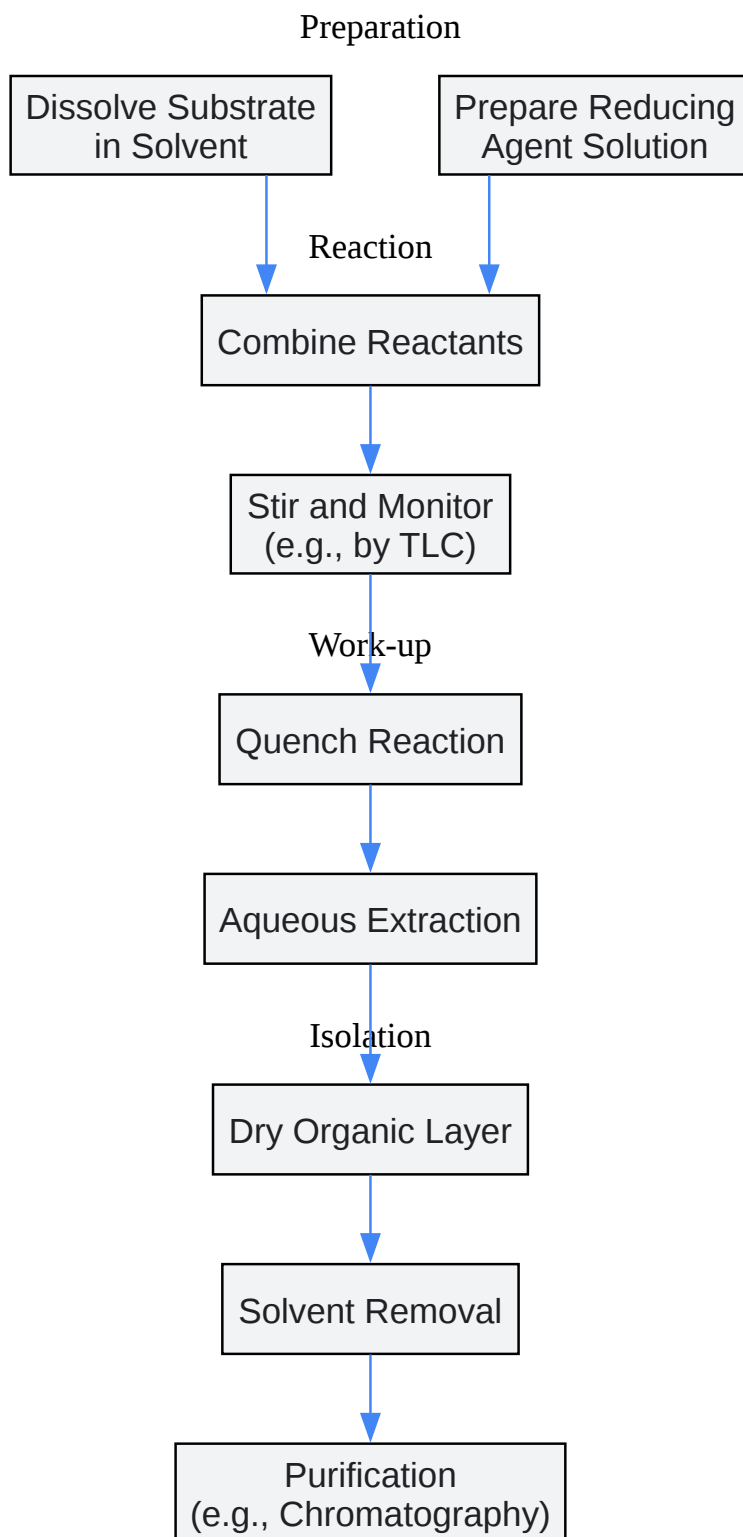 Preparation
Dissolve Substrate
in Solvent
Prepare Reducing
Agent Solution
Reaction
Combine Reactants
Stir and Monitor
(e.g., by TLC)
Work-up
Quench Reaction
Aqueous Extraction
Isolation
Dry Organic Layer
Solvent Removal
Purification
(e.g., Chromatography)